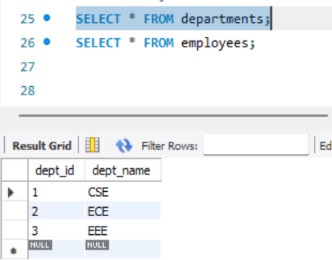 25 SELECT * FROM departments;
26 SELECT * FROM employees;
27
28
Result Grid Filter Rows: Ed
dept_id dept_name
1 CSE
2 ECE
3 EEE
NULL NULL